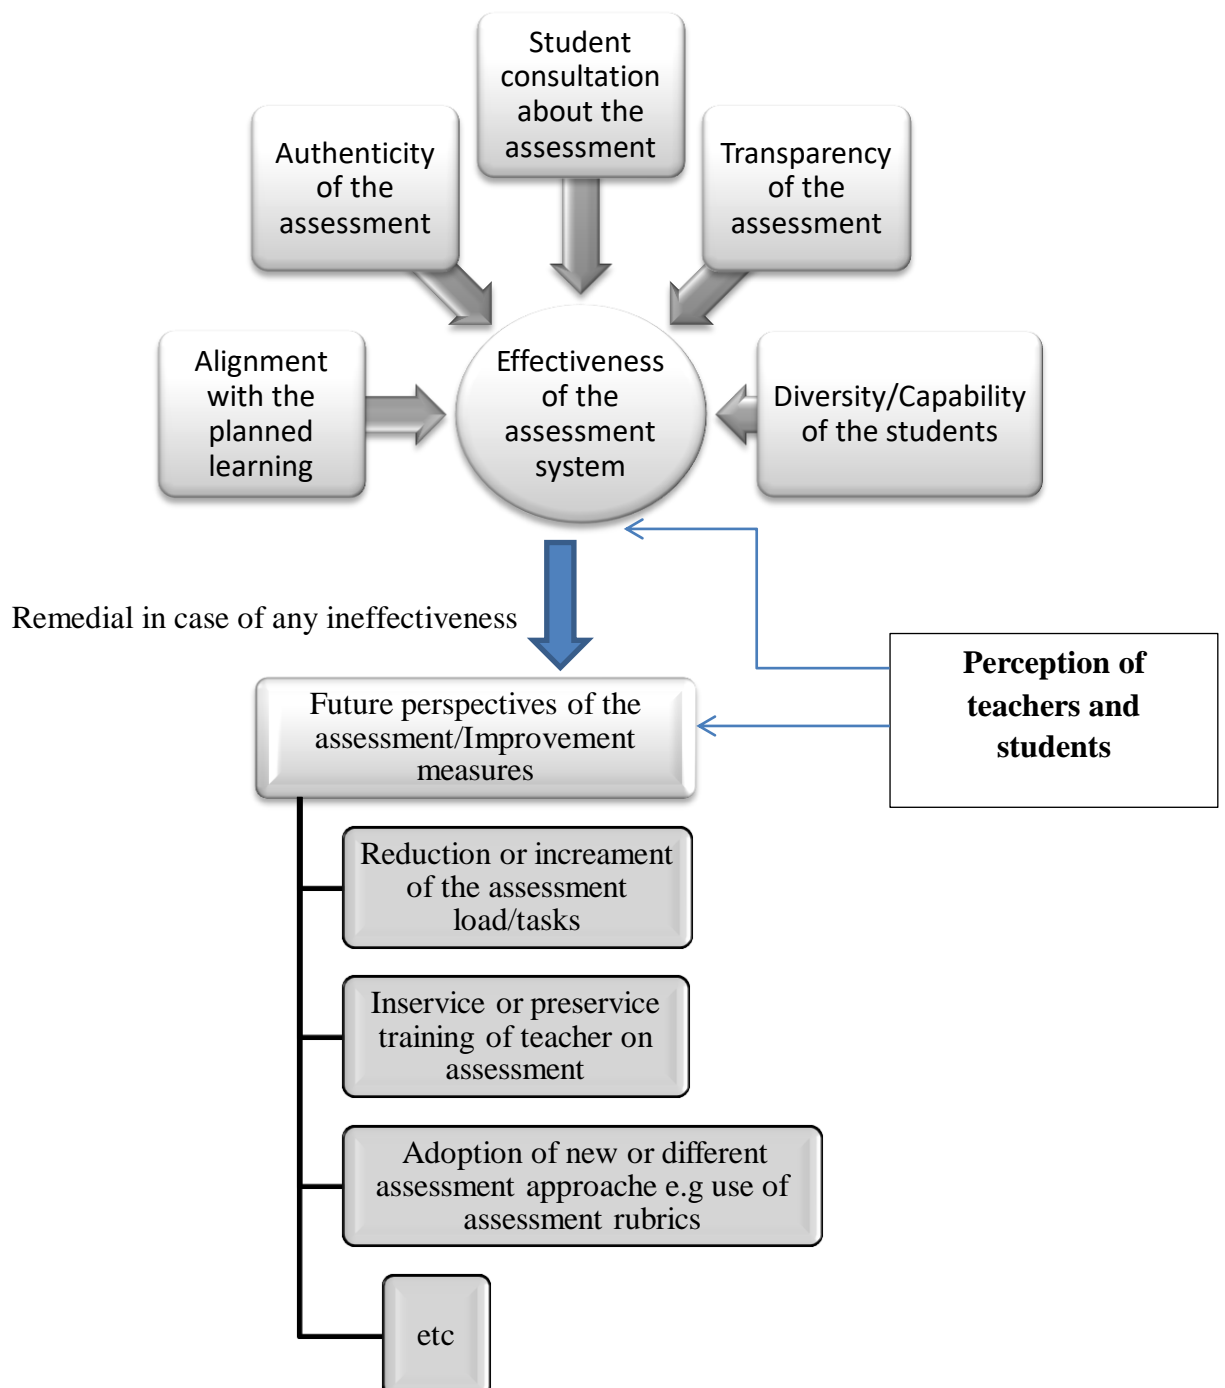 Student
consultation
about the
assessment
Authenticity
of the
assessment
Transparency
of the
assessment
Alignment
with the
planned
learning
Effectiveness
of the
assessment
system
Diversity/Capability
of the students
Remedial in case of any ineffectiveness
Perception of
teachers and
students
Future perspectives of the
assessment/Improvement
measures
Reduction or increament
of the assessment
load/tasks
Inservice or preservice
training of teacher on
assessment
Adoption of new or different
assessment approache e.g use of
assessment rubrics
etc